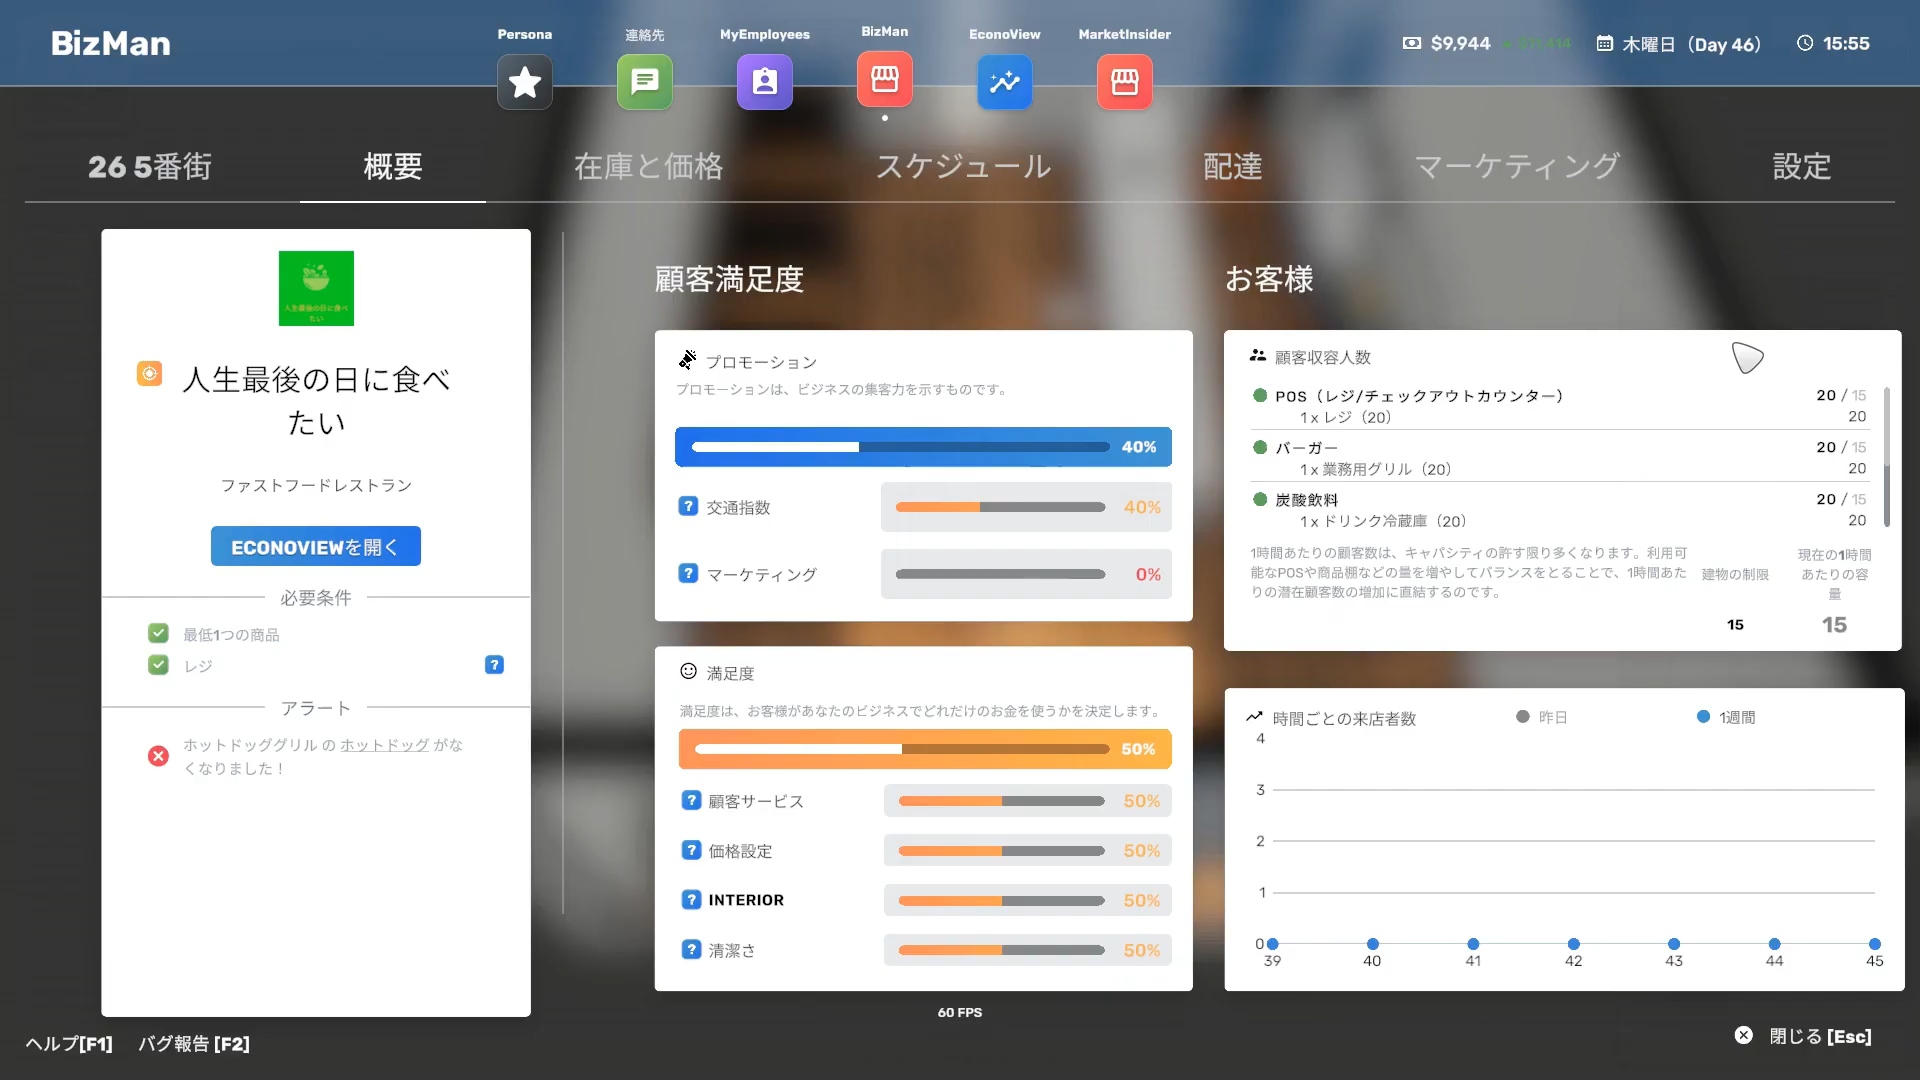 BizMan
Persona
連絡先
MyEmployees
BizMan
EconoView
MarketInsider
$9,944
木曜日 (Day 46)
15:55
26 5番街
概要
在庫と価格
スケジュール
配達
マーケティング
設定
人生最後の日に食べ
たい
人生最後の日に食べ
たい
ファストフードレストラン
ECONOVIEWを開く
必要条件
最低1つの商品
レジ
?
アラート
ホットドッググリル の ホットドッグ がな
くなりました！
顧客満足度
プロモーション
プロモーションは、ビジネスの集客力を示すものです。
40%
? 交通指数 40%
? マーケティング 0%
満足度
満足度は、お客様があなたのビジネスでどれだけのお金を使うかを決定します。
50%
? 顧客サービス 50%
? 価格設定 50%
? INTERIOR 50%
? 清潔さ 50%
お客様
顧客収容人数
POS（レジ/チェックアウトカウンター） 20 / 15
1 x レジ（20） 20
バーガー 20 / 15
1 x 業務用グリル（20） 20
炭酸飲料 20 / 15
1 x ドリンク冷蔵庫（20） 20
1時間あたりの顧客数は、キャパシティの許す限り多くなります。利用可
能なPOSや商品棚などの量を増やしてバランスをとることで、1時間あた
りの潜在顧客数の増加に直結するのです。
建物の制限
15
現在の1時間
あたりの容
量
15
時間ごとの来店者数
昨日
1週間
4
3
2
1
0
39 40 41 42 43 44 45
60 FPS
ヘルプ[F1]
バグ報告 [F2]
閉じる [Esc]